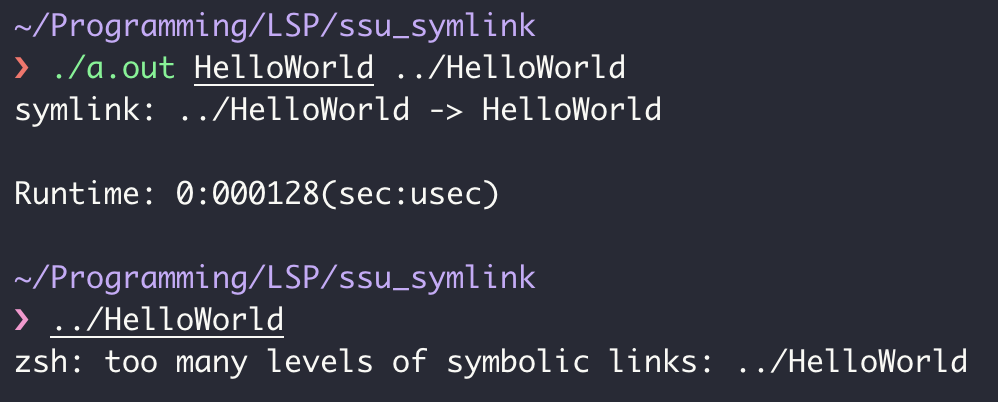 ~/Programming/LSP/ssu_symlink
❯ ./a.out HelloWorld ../HelloWorld
symlink: ../HelloWorld -> HelloWorld
Runtime: 0:000128(sec:usec)
~/Programming/LSP/ssu_symlink
❯ ../HelloWorld
zsh: too many levels of symbolic links: ../HelloWorld